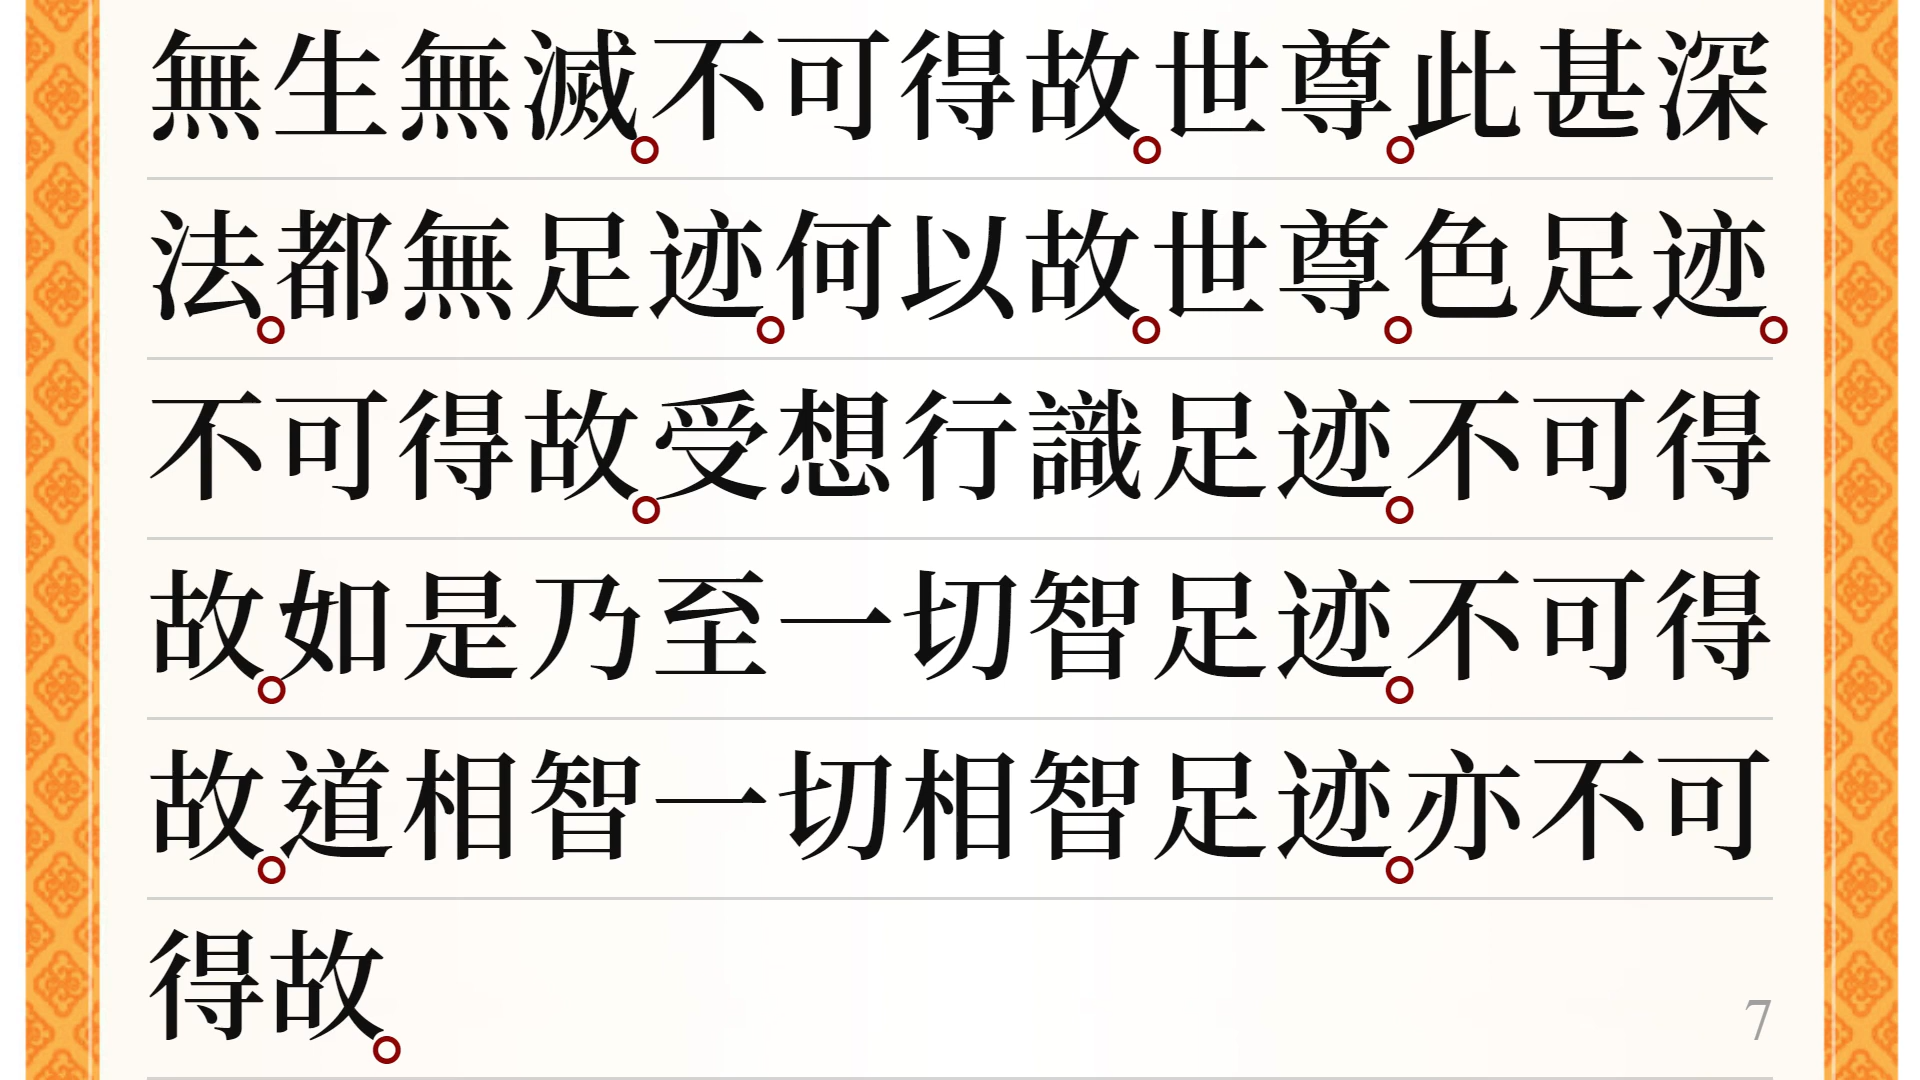 無生無滅。不可得故。世尊。此甚深
法。都無足迹。何以故。世尊。色足迹。
不可得故。受想行識足迹。不可得
故。如是乃至一切智足迹。不可得
故。道相智一切相智足迹。亦不可
得故。
7